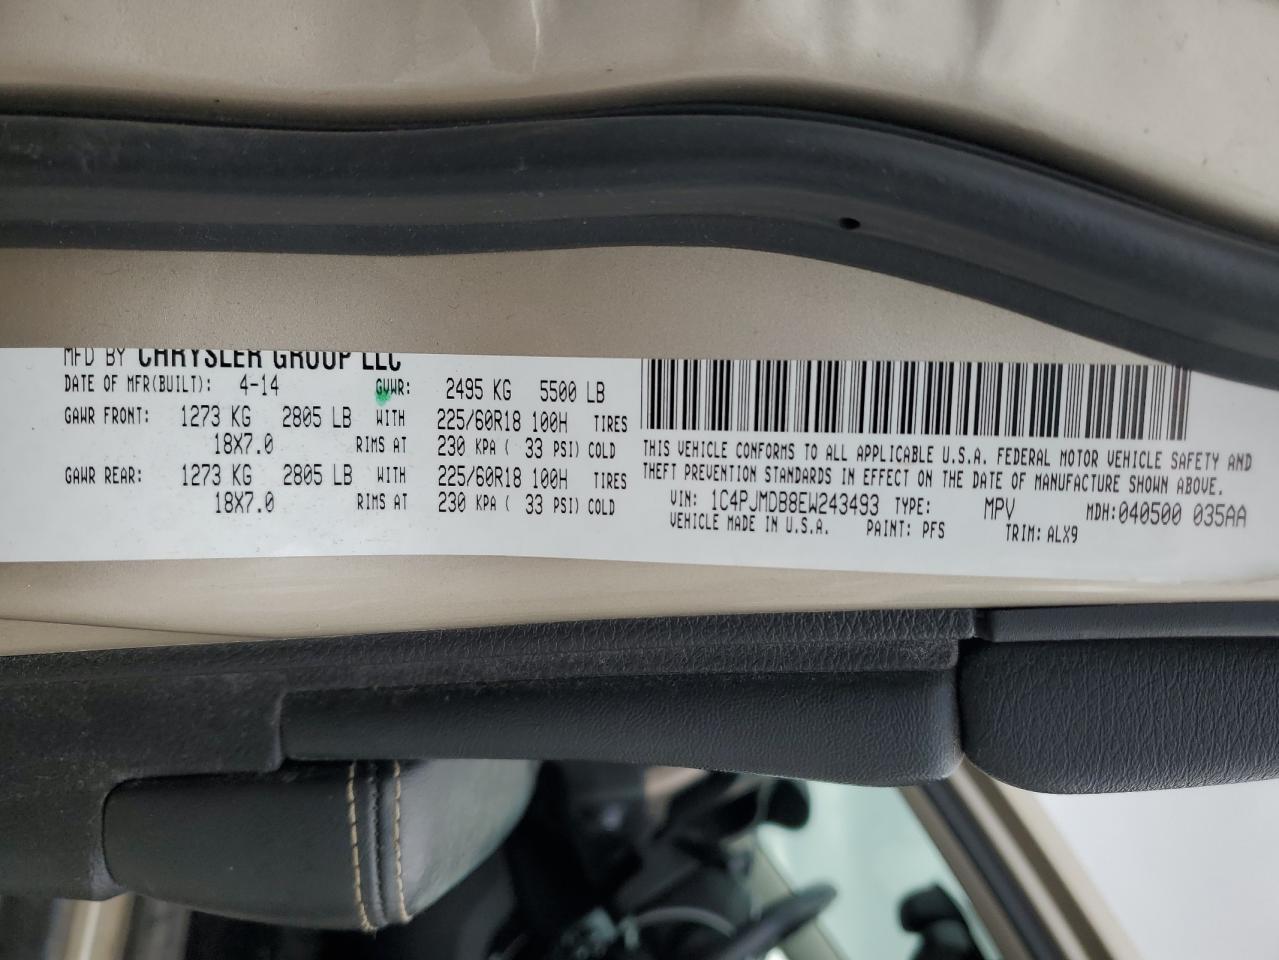 MFD BY CHRYSLER GROUP LLC
DATE OF MFR(BUILT): 4-14 GVWR: 2495 KG 5500 LB
GAWR FRONT: 1273 KG 2805 LB WITH 225/60R18 100H TIRES
18X7.0 RIMS AT 230 KPA ( 33 PSI) COLD
GAWR REAR: 1273 KG 2805 LB WITH 225/60R18 100H TIRES
18X7.0 RIMS AT 230 KPA ( 33 PSI) COLD
THIS VEHICLE CONFORMS TO ALL APPLICABLE U.S.A. FEDERAL MOTOR VEHICLE SAFETY AND
THEFT PREVENTION STANDARDS IN EFFECT ON THE DATE OF MANUFACTURE SHOWN ABOVE.
VIN: 1C4PJMDB8EW243493 TYPE: MPV MDH: 040500 035AA
VEHICLE MADE IN U.S.A. PAINT: PFS TRIM: ALX9